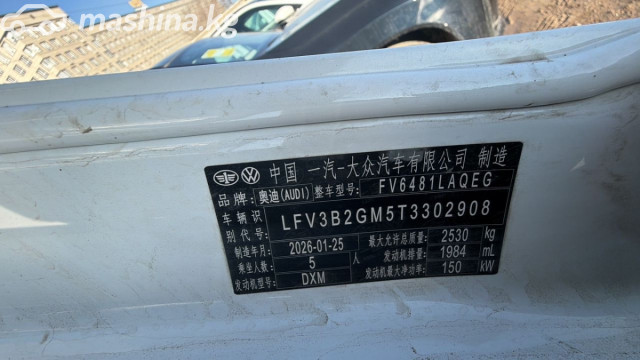 mashina.kg
中国 一汽-大众汽车有限公司 制造
品牌 奥迪(AUDI) 整车型号 FV6481LAQEG
车辆识别代号: LFV3B2GM5T3302908
制造年月: 2026-01-25 最大允许总质量: 2530 kg
乘坐人数: 5 人 发动机排量: 1984 mL
发动机型号 DXM 发动机最大净功率: 150 kW